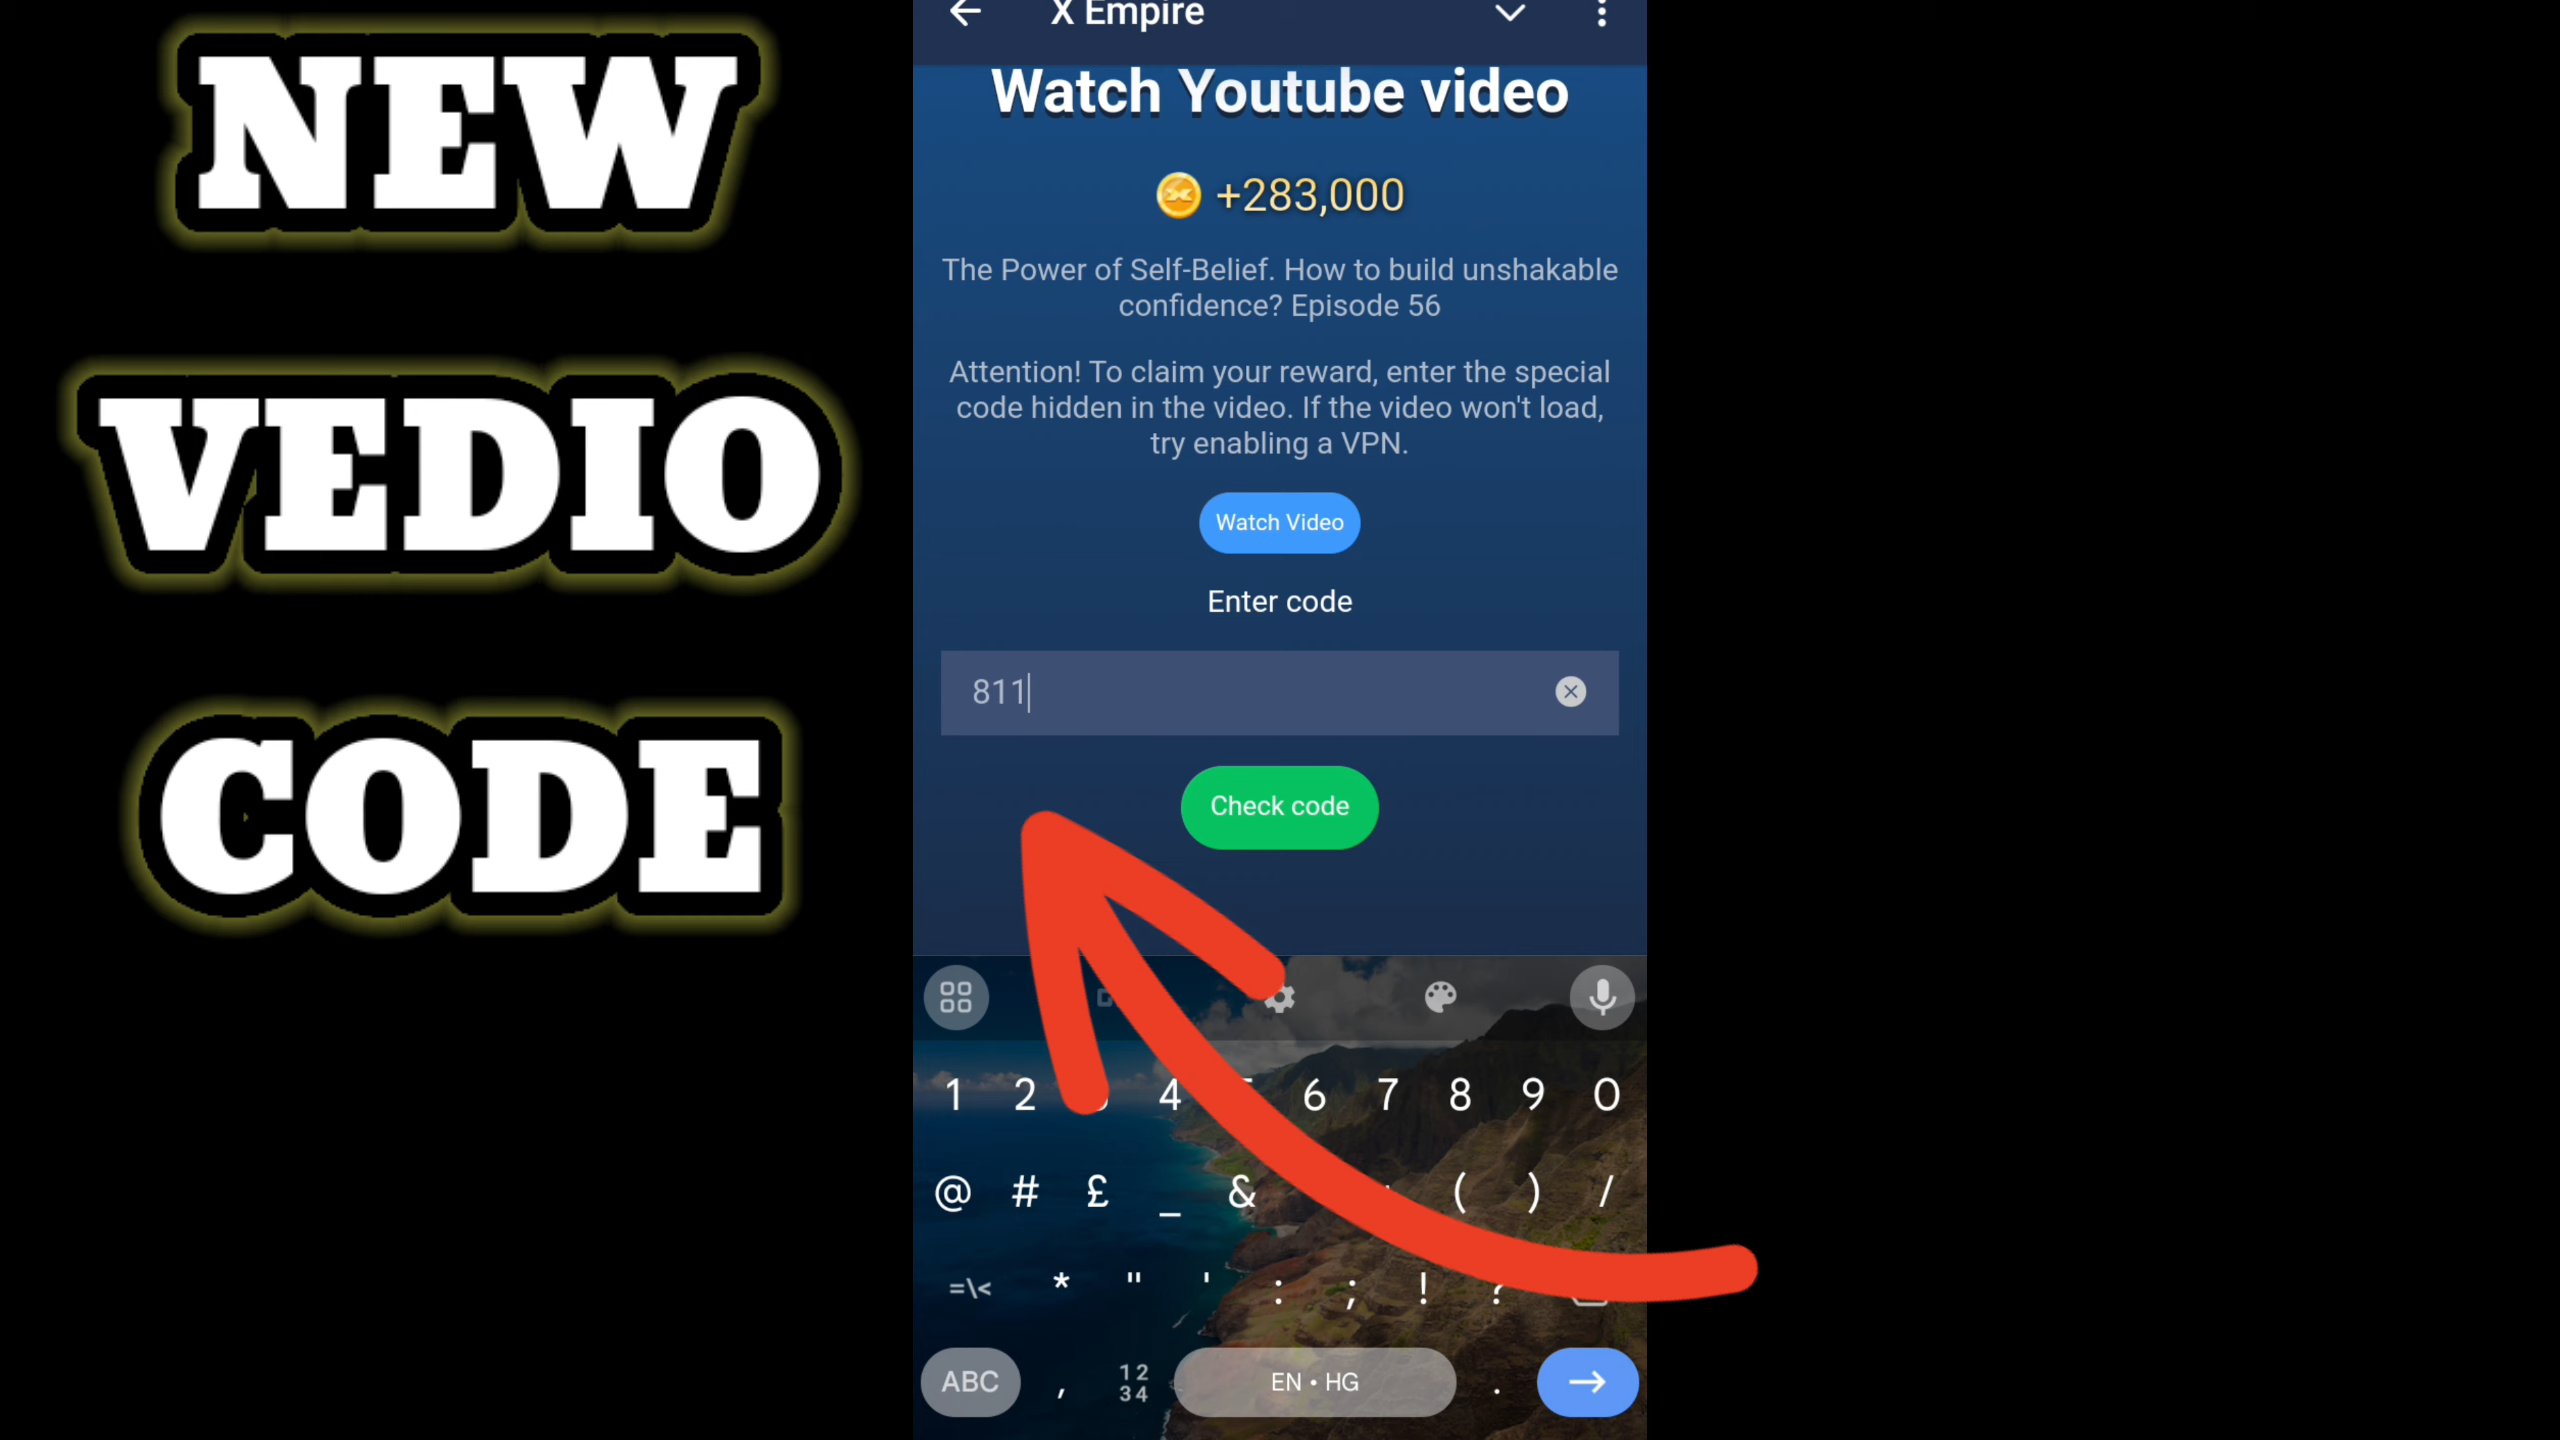 NEW
VEDIO
CODE
X Empire
Watch Youtube video
+283,000
The Power of Self-Belief. How to build unshakable
confidence? Episode 56
Attention! To claim your reward, enter the special
code hidden in the video. If the video won't load,
try enabling a VPN.
Watch Video
Enter code
811
Check code
1 2 4 6 7 8 9 0
@ # £ _ & ( ) /
=\< * " ' : ; ! ?
ABC , 12 34 EN • HG .